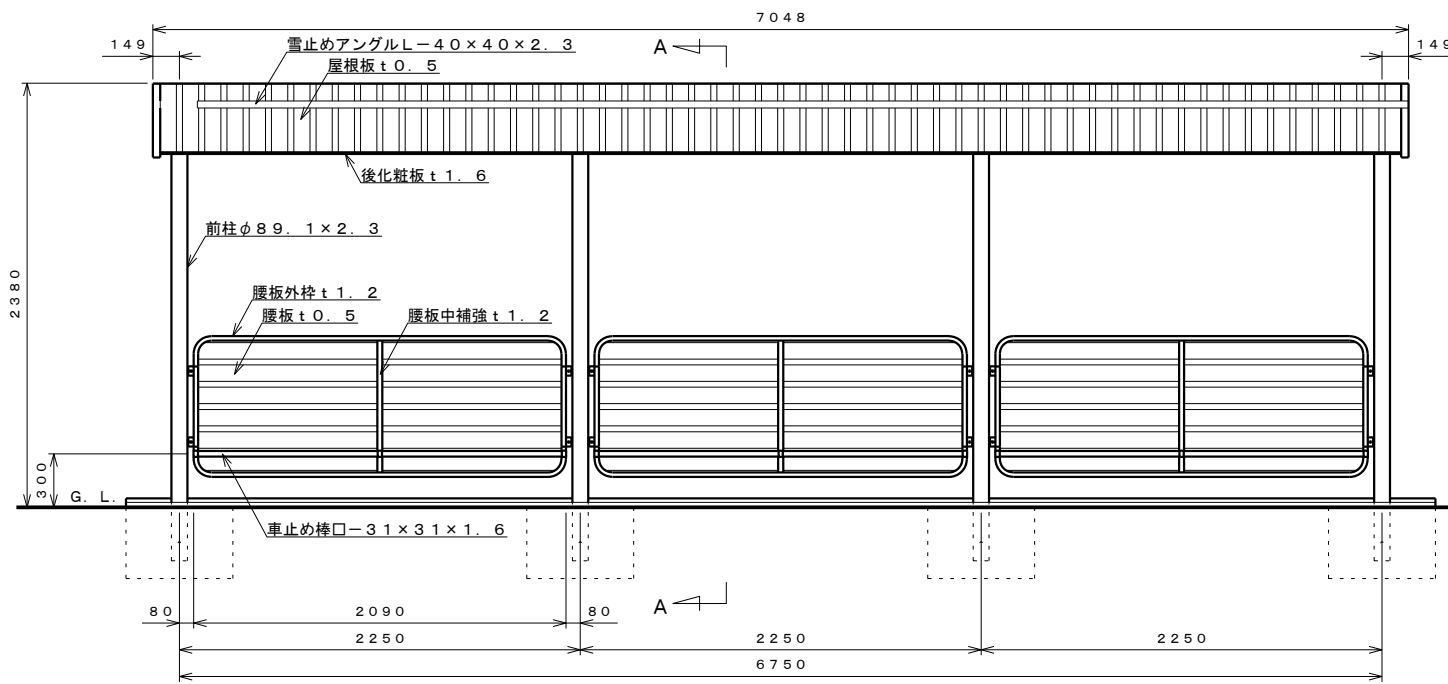 7048
149
雪止めアングルL－40×40×2．3
A
149
屋根板t0．5
後化粧板t1．6
前柱φ89．1×2．3
2380
腰板外枠t1．2
腰板t0．5
腰板中補強t1．2
300
G．L．
車止め棒口－31×31×1．6
80
2090
80
A
2250
2250
2250
6750